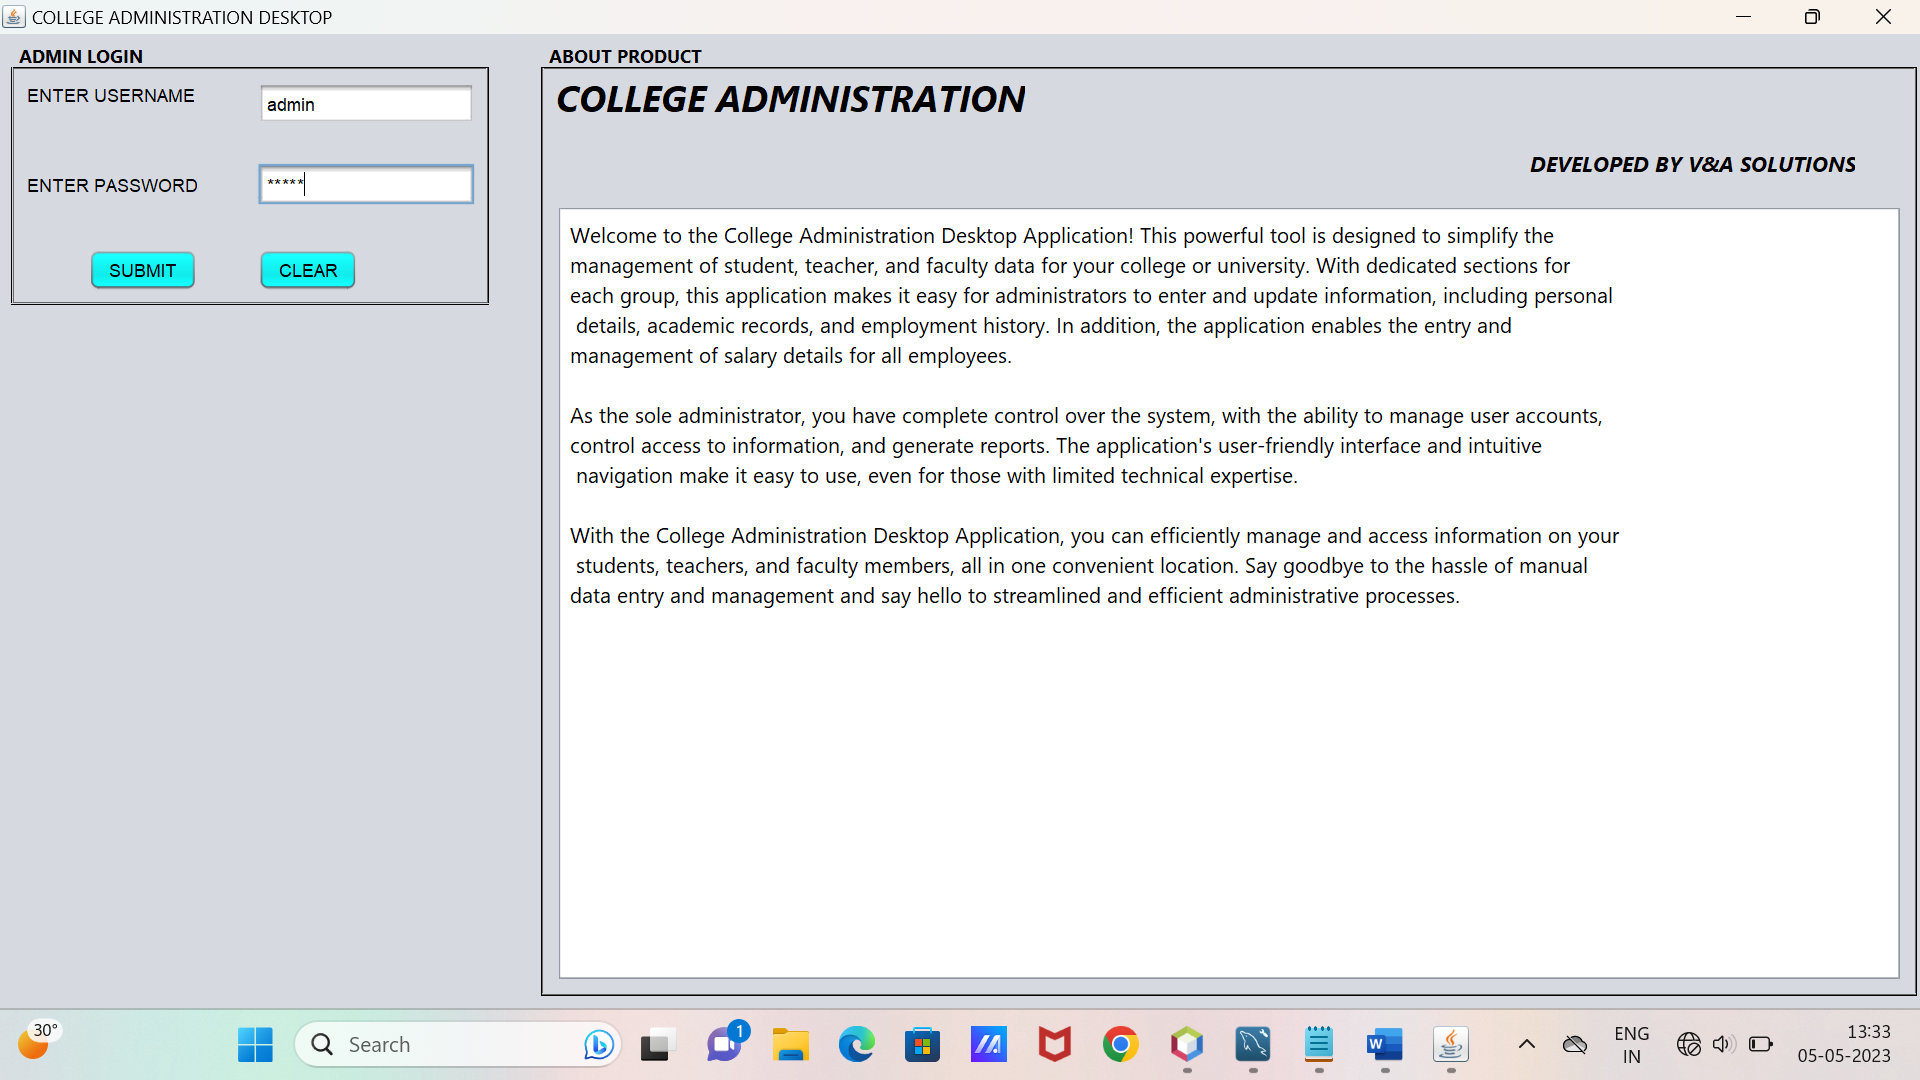 COLLEGE ADMINISTRATION DESKTOP
ADMIN LOGIN
ENTER USERNAME
admin
ENTER PASSWORD
*****
SUBMIT
CLEAR
ABOUT PRODUCT
COLLEGE ADMINISTRATION
DEVELOPED BY V&A SOLUTIONS
Welcome to the College Administration Desktop Application! This powerful tool is designed to simplify the
management of student, teacher, and faculty data for your college or university. With dedicated sections for
each group, this application makes it easy for administrators to enter and update information, including personal
details, academic records, and employment history. In addition, the application enables the entry and
management of salary details for all employees.
As the sole administrator, you have complete control over the system, with the ability to manage user accounts,
control access to information, and generate reports. The application's user-friendly interface and intuitive
navigation make it easy to use, even for those with limited technical expertise.
With the College Administration Desktop Application, you can efficiently manage and access information on your
students, teachers, and faculty members, all in one convenient location. Say goodbye to the hassle of manual
data entry and management and say hello to streamlined and efficient administrative processes.
30°
Search
1
W
ENG
IN
13:33
05-05-2023